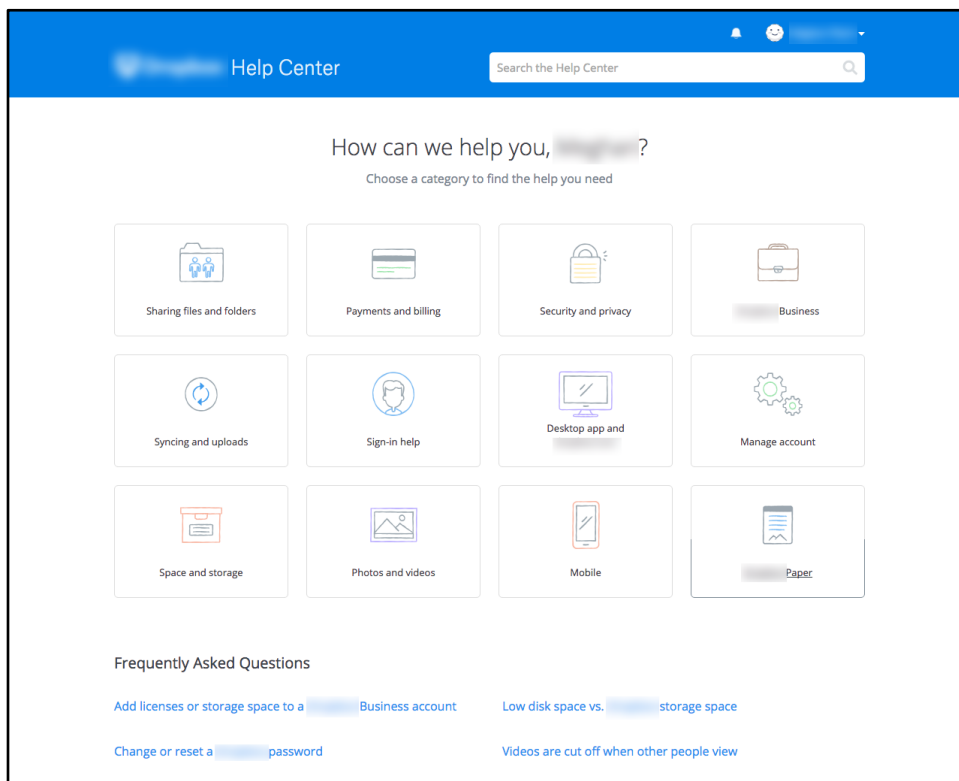 Help Center
Search the Help Center
How can we help you, ?
Choose a category to find the help you need
Sharing files and folders
Payments and billing
Security and privacy
Business
Syncing and uploads
Sign-in help
Desktop app and
Manage account
Space and storage
Photos and videos
Mobile
Paper
Frequently Asked Questions
Add licenses or storage space to a Business account
Low disk space vs. storage space
Change or reset a password
Videos are cut off when other people view